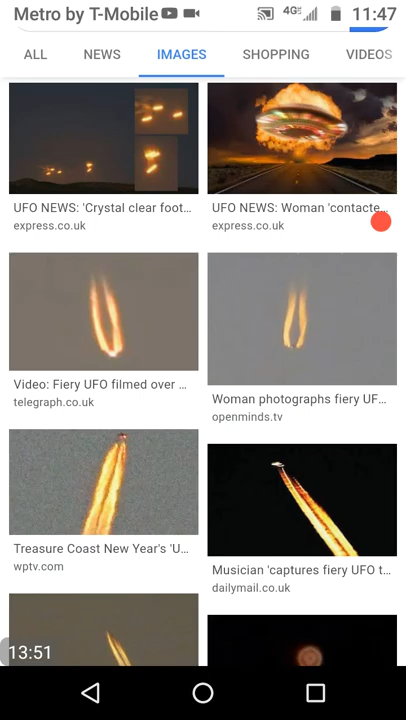 Metro by T-Mobile 4G 11:47
ALL NEWS IMAGES SHOPPING VIDEOS
UFO NEWS: 'Crystal clear foot...
express.co.uk
UFO NEWS: Woman 'contacte...
express.co.uk
Video: Fiery UFO filmed over ...
telegraph.co.uk
Woman photographs fiery UF...
openminds.tv
Treasure Coast New Year's 'U...
wptv.com
Musician 'captures fiery UFO t...
dailymail.co.uk
13:51